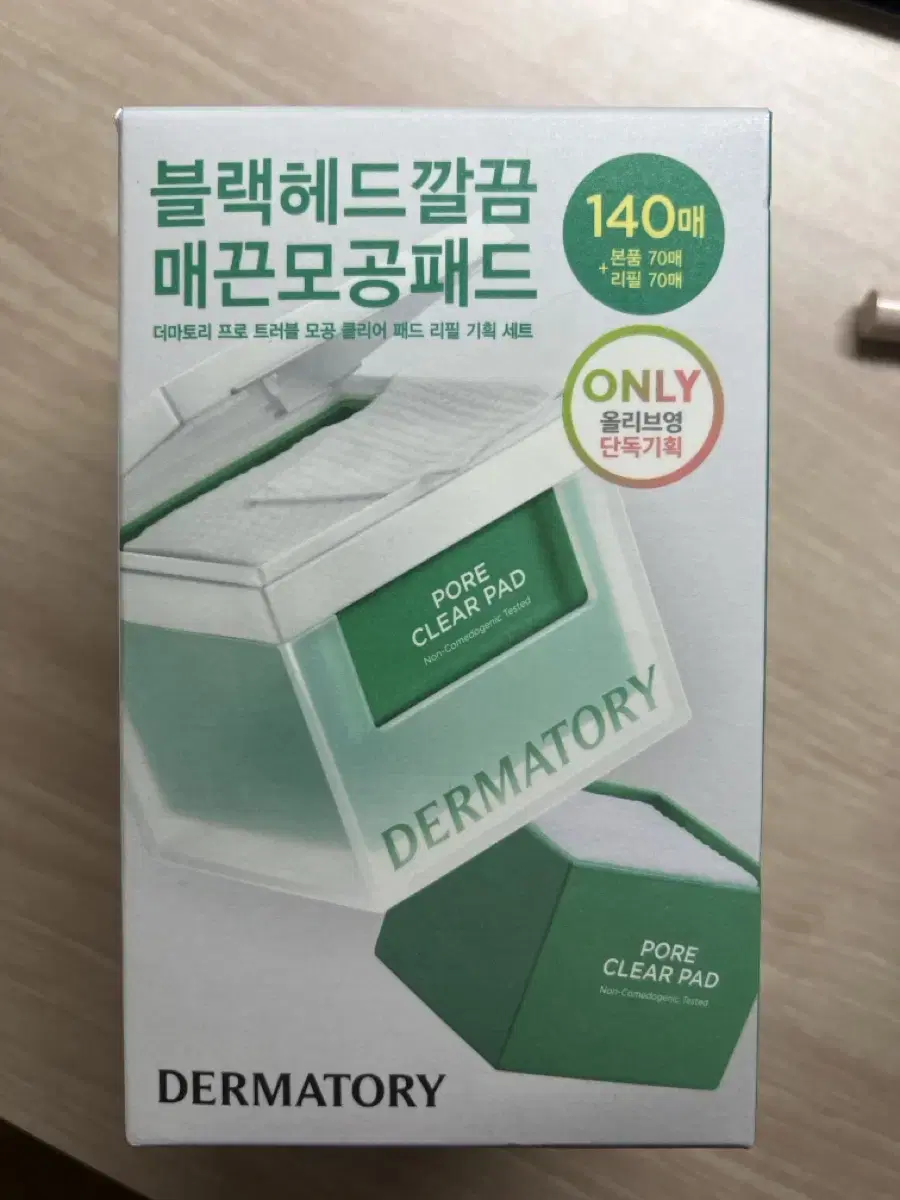 블랙헤드깔끔
매끈모공패드
더마토리 프로 트러블 모공 클리어 패드 리필 기획 세트
140매
본품 70매
+리필 70매
ONLY
올리브영
단독기획
PORE
CLEAR PAD
Non-Comedogenic Tested
DERMATORY
PORE
CLEAR PAD
Non-Comedogenic Tested
DERMATORY